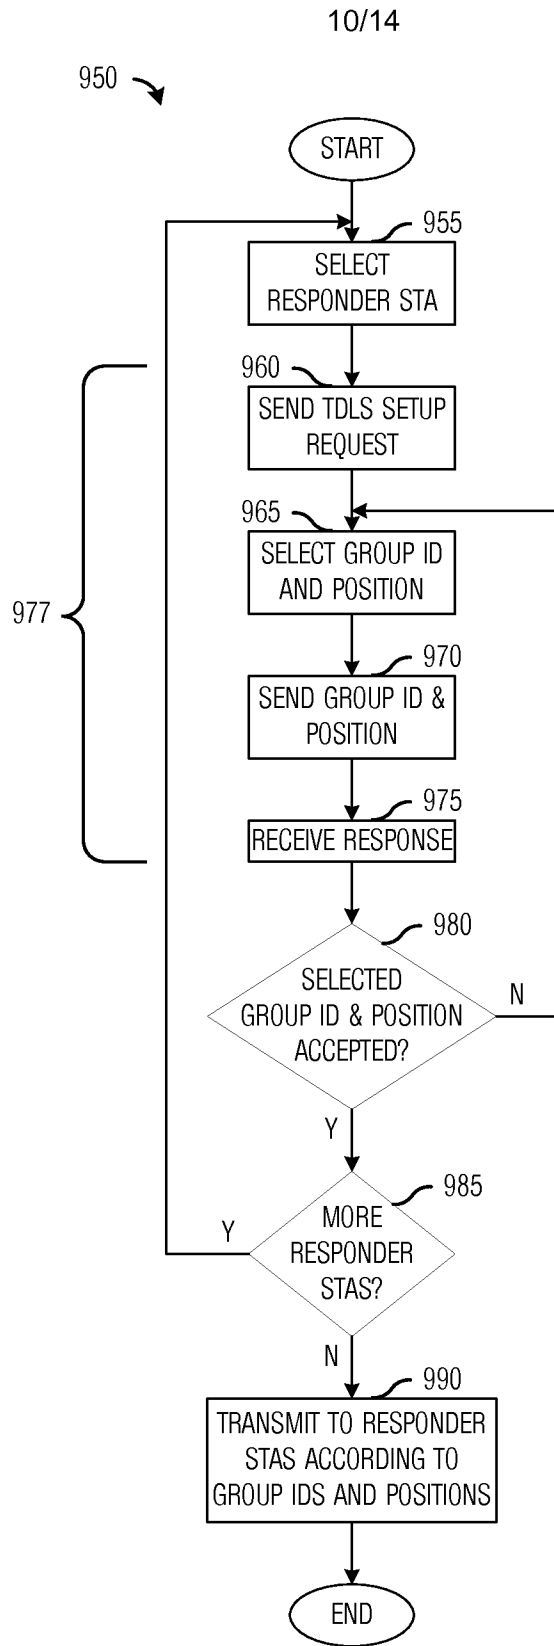 10/14
950
START
955
SELECT
RESPONDER STA
960
SEND TDLS SETUP
REQUEST
965
SELECT GROUP ID
AND POSITION
977
970
SEND GROUP ID &
POSITION
975
RECEIVE RESPONSE
980
SELECTED
GROUP ID & POSITION
ACCEPTED?
N
Y
985
MORE
RESPONDER
STAS?
Y
N
990
TRANSMIT TO RESPONDER
STAS ACCORDING TO
GROUP IDS AND POSITIONS
END